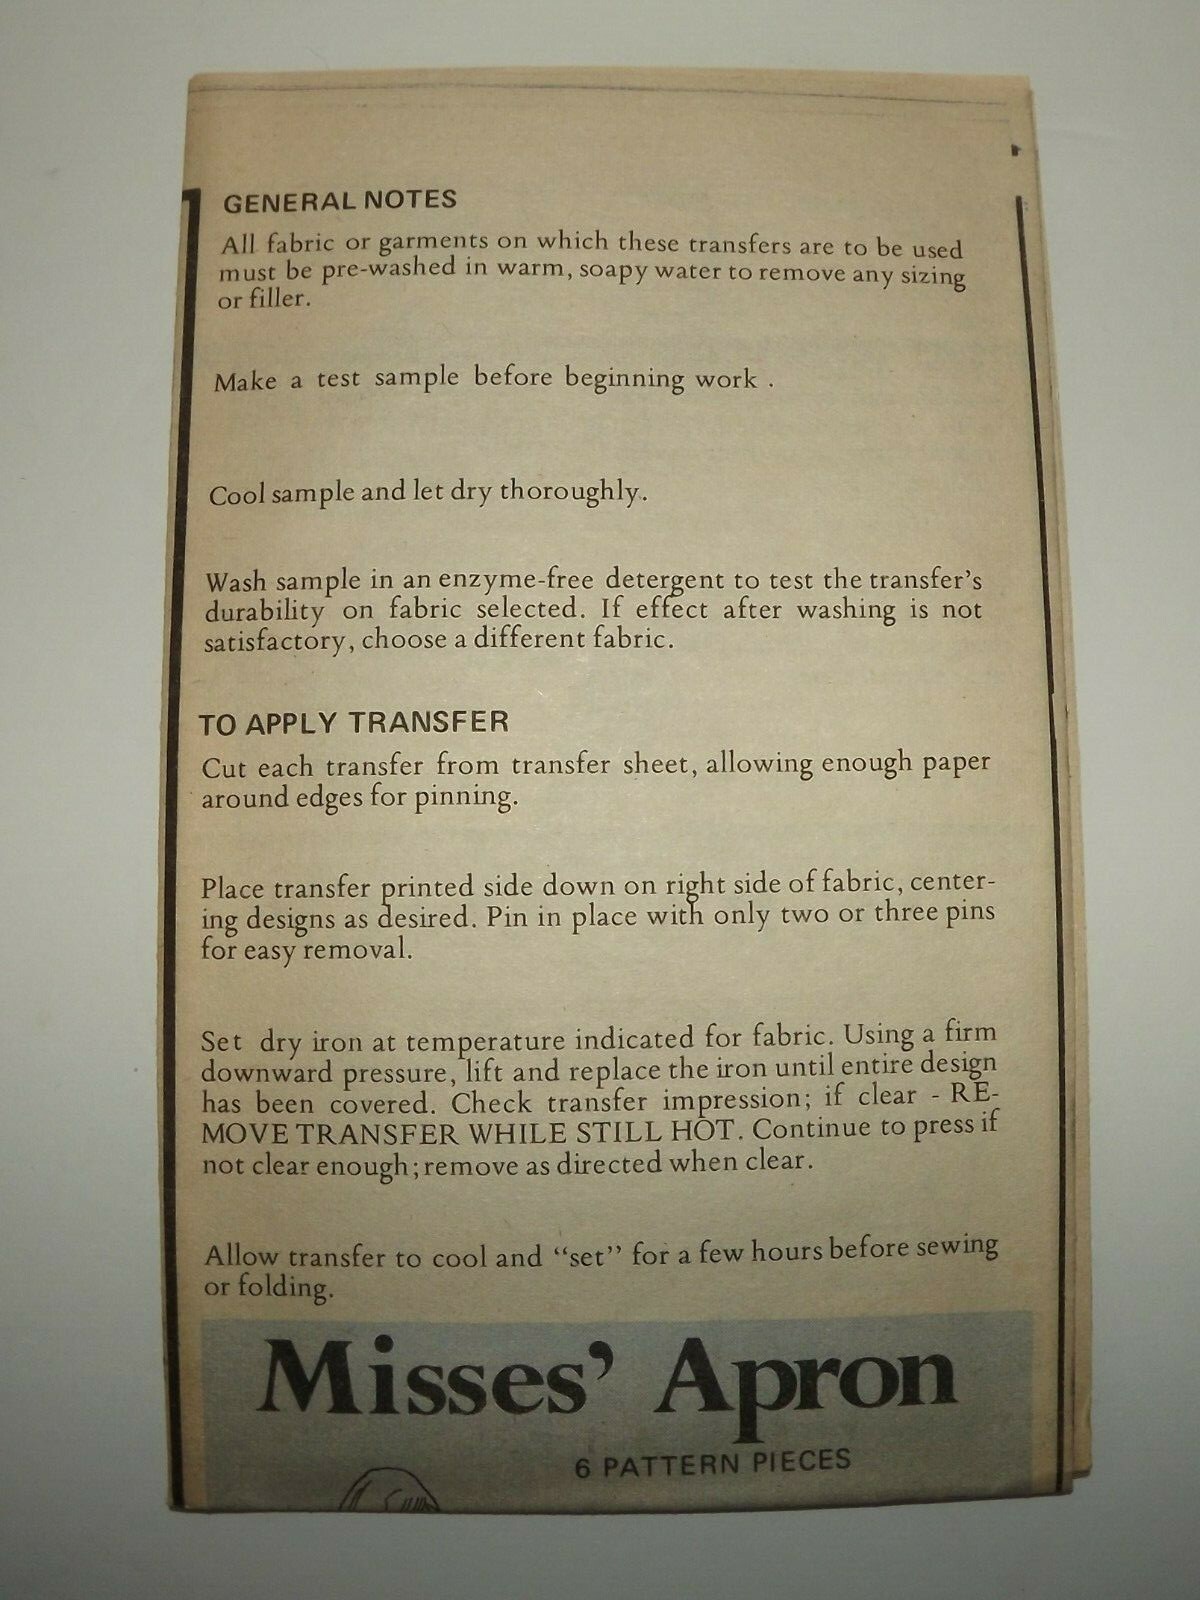 GENERAL NOTES
All fabric or garments on which these transfers are to be used
must be pre-washed in warm, soapy water to remove any sizing
or filler.
Make a test sample before beginning work .
Cool sample and let dry thoroughly.
Wash sample in an enzyme-free detergent to test the transfer's
durability on fabric selected. If effect after washing is not
satisfactory, choose a different fabric.
TO APPLY TRANSFER
Cut each transfer from transfer sheet, allowing enough paper
around edges for pinning.
Place transfer printed side down on right side of fabric, center-
ing designs as desired. Pin in place with only two or three pins
for easy removal.
Set dry iron at temperature indicated for fabric. Using a firm
downward pressure, lift and replace the iron until entire design
has been covered. Check transfer impression; if clear - RE-
MOVE TRANSFER WHILE STILL HOT. Continue to press if
not clear enough; remove as directed when clear.
Allow transfer to cool and “set” for a few hours before sewing
or folding.
Misses’ Apron
6 PATTERN PIECES